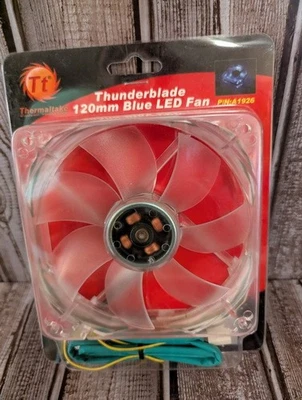 Tt
Thermaltake
Thunderblade
120mm Blue LED Fan
P/N:A1926